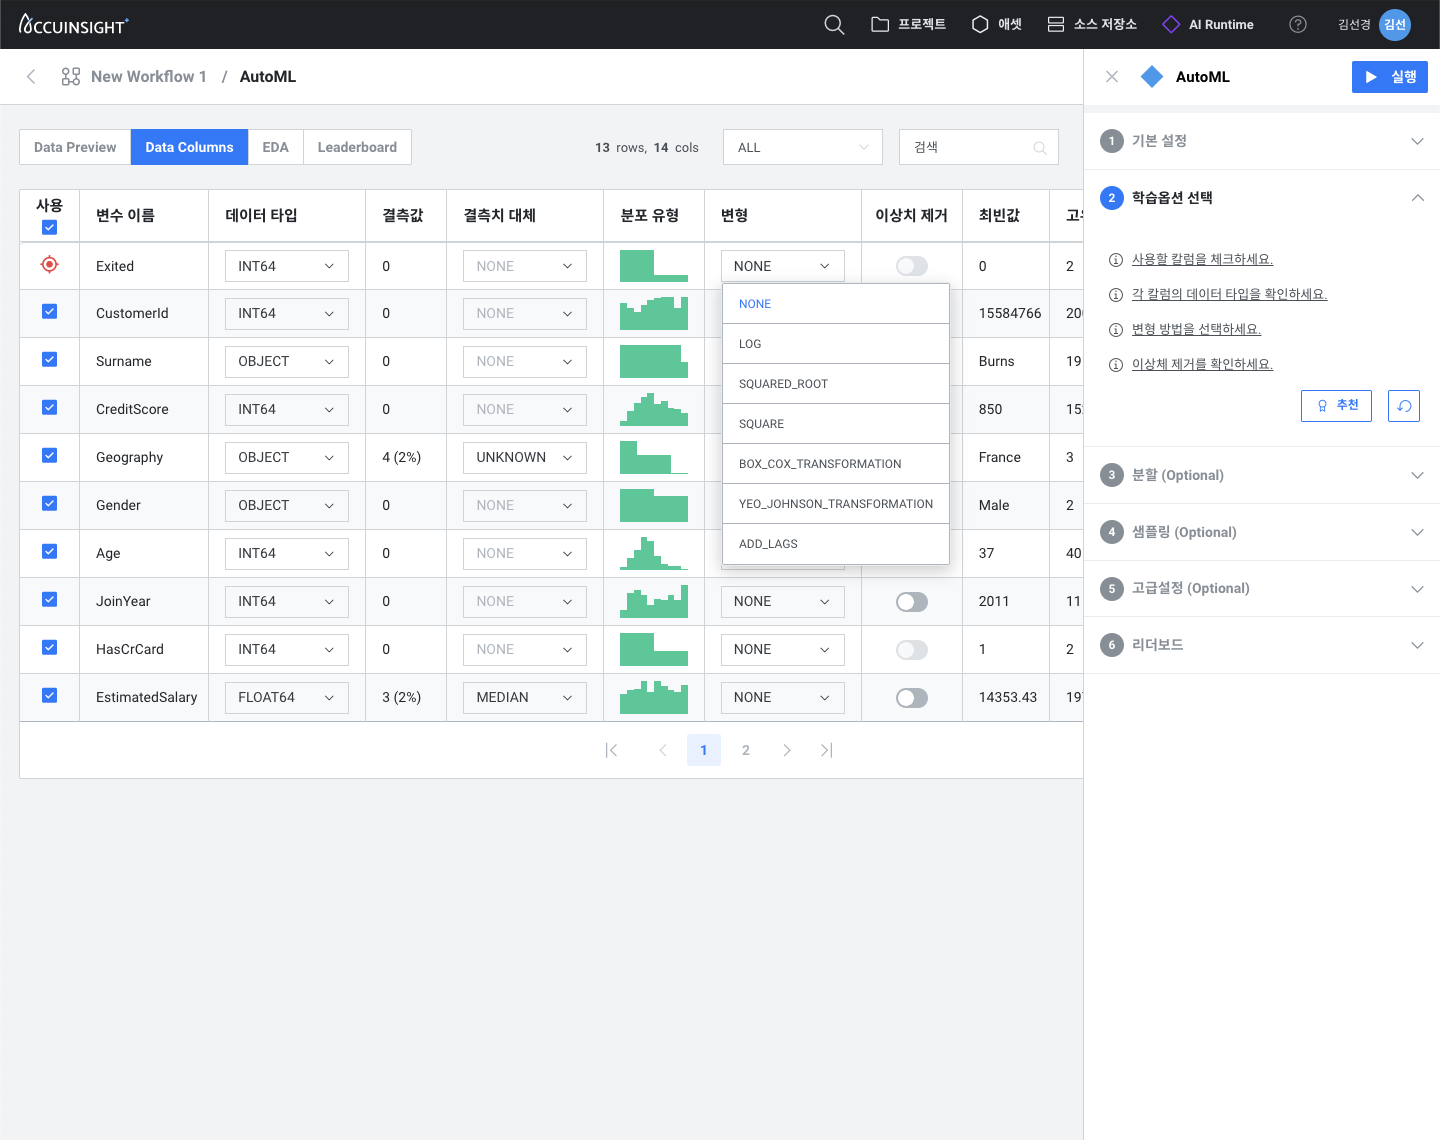 ACCUINSIGHT+
프로젝트
애셋
소스 저장소
AI Runtime
김선경
김선
New Workflow 1 / AutoML
AutoML
실행
Data Preview
Data Columns
EDA
Leaderboard
13 rows, 14 cols
ALL
검색
사용 변수 이름 데이터 타입 결측값 결측치 대체 분포 유형 변형 이상치 제거 최빈값
Exited INT64 0 NONE NONE 0 2
CustomerId INT64 0 NONE 15584766
Surname OBJECT 0 NONE Burns 19
CreditScore INT64 0 NONE 850
Geography OBJECT 4 (2%) UNKNOWN France 3
Gender OBJECT 0 NONE Male 2
Age INT64 0 NONE 37 40
JoinYear INT64 0 NONE NONE 2011 11
HasCrCard INT64 0 NONE NONE 1 2
EstimatedSalary FLOAT64 3 (2%) MEDIAN NONE 14353.43
NONE
LOG
SQUARED_ROOT
SQUARE
BOX_COX_TRANSFORMATION
YEO_JOHNSON_TRANSFORMATION
ADD_LAGS
1 2
1 기본 설정
2 학습옵션 선택
사용할 칼럼을 체크하세요.
각 칼럼의 데이터 타입을 확인하세요.
변형 방법을 선택하세요.
이상체 제거를 확인하세요.
추천
3 분할 (Optional)
4 샘플링 (Optional)
5 고급설정 (Optional)
6 리더보드